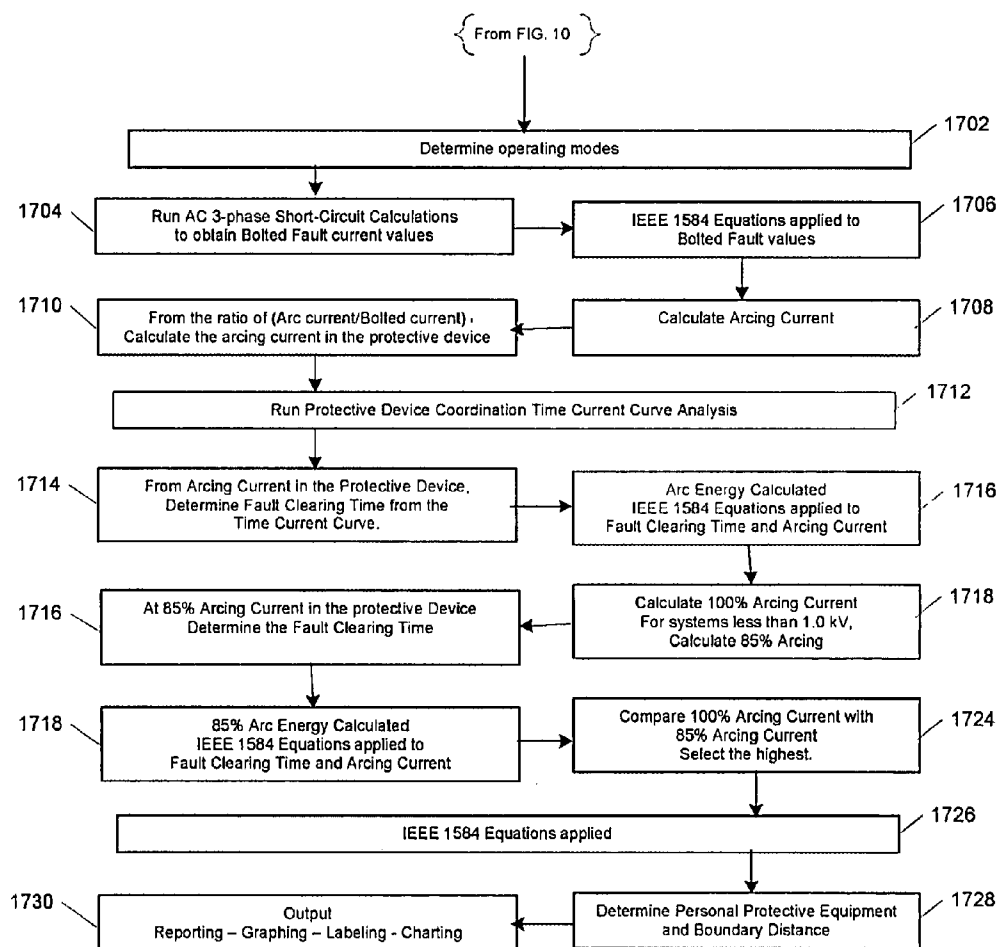 From FIG. 10
1702
Determine operating modes
1704
Run AC 3-phase Short-Circuit Calculations
to obtain Bolted Fault current values
1706
IEEE 1584 Equations applied to
Bolted Fault values
1710
From the ratio of (Arc current/Bolted current),
Calculate the arcing current in the protective device
Calculate Arcing Current
1708
1712
Run Protective Device Coordination Time Current Curve Analysis
1714
From Arcing Current in the Protective Device,
Determine Fault Clearing Time from the
Time Current Curve.
Arc Energy Calculated
IEEE 1584 Equations applied to
Fault Clearing Time and Arcing Current
1716
1716
At 85% Arcing Current in the protective Device
Determine the Fault Clearing Time
Calculate 100% Arcing Current
For systems less than 1.0 kV,
Calculate 85% Arcing
1718
1718
85% Arc Energy Calculated
IEEE 1584 Equations applied to
Fault Clearing Time and Arcing Current
Compare 100% Arcing Current with
85% Arcing Current
Select the highest.
1724
IEEE 1584 Equations applied
1726
1730
Output
Reporting – Graphing – Labeling - Charting
Determine Personal Protective Equipment
and Boundary Distance
1728